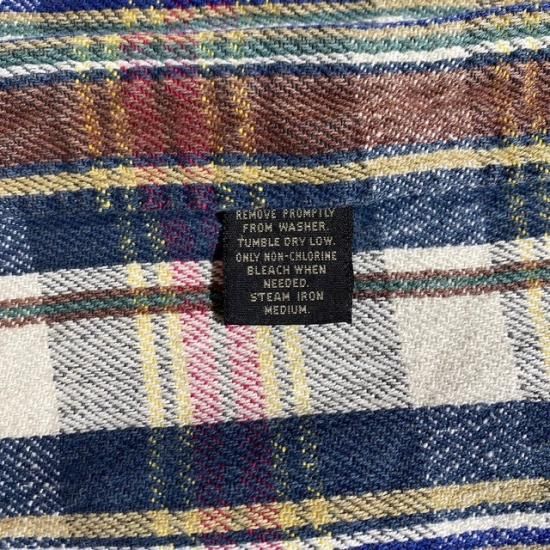 REMOVE PROMPTLY
FROM WASHER.
TUMBLE DRY LOW.
ONLY NON-CHLORINE
BLEACH WHEN
NEEDED.
STEAM IRON
MEDIUM.